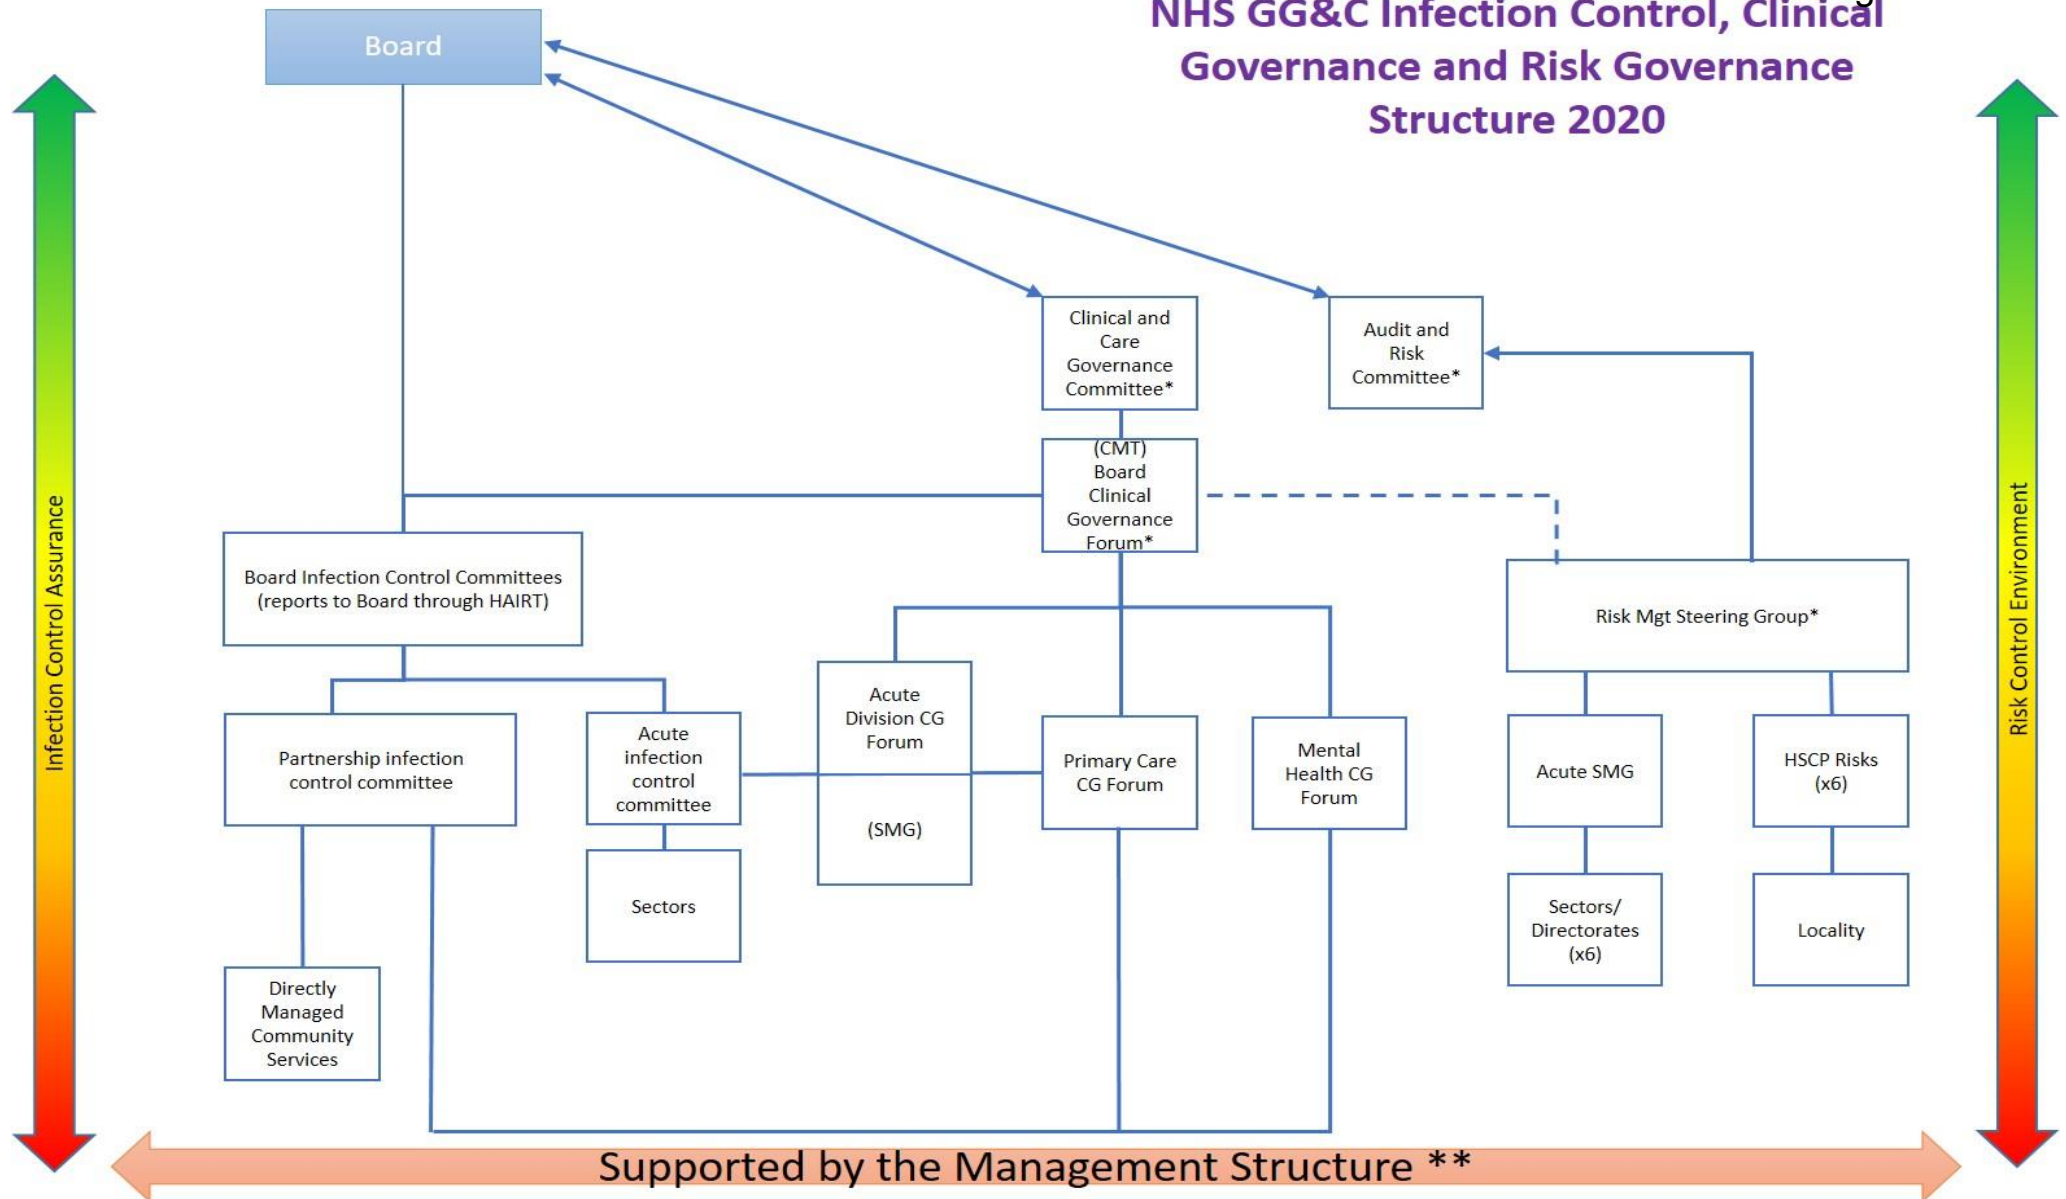 NHS GG&C Infection Control, Clinical
Governance and Risk Governance
Structure 2020
Board
Clinical and
Care
Governance
Committee*
Audit and
Risk
Committee*
(CMT)
Board
Clinical
Governance
Forum*
Infection Control Assurance
Risk Control Environment
Board Infection Control Committees
(reports to Board through HAIRT)
Risk Mgt Steering Group*
Partnership infection
control committee
Acute
infection
control
committee
Acute
Division CG
Forum
(SMG)
Primary Care
CG Forum
Mental
Health CG
Forum
Acute SMG
HSCP Risks
(x6)
Sectors
Sectors/
Directorates
(x6)
Locality
Directly
Managed
Community
Services
Supported by the Management Structure **